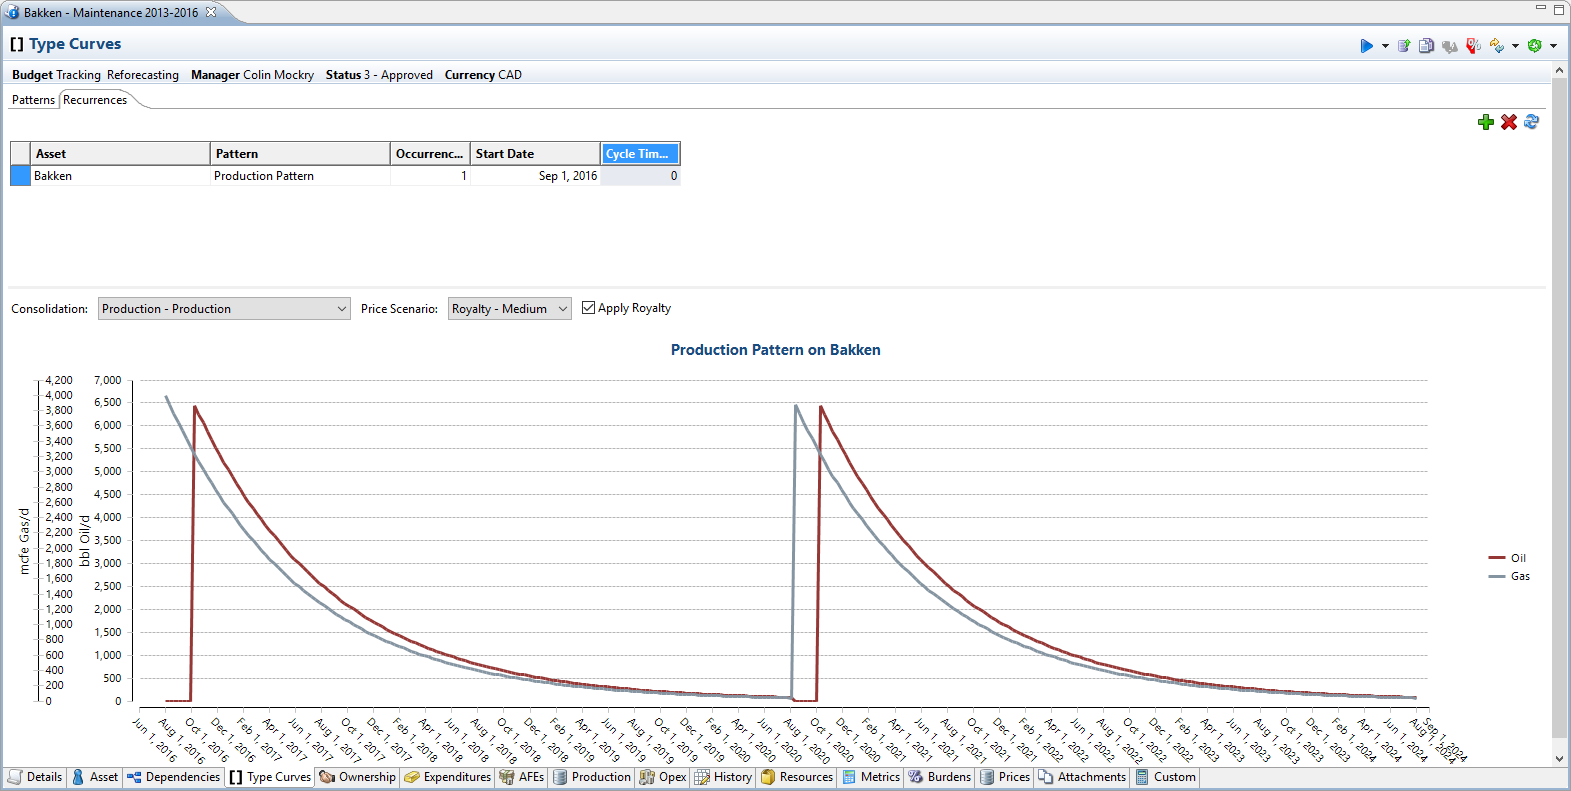 Bakken - Maintenance 2013-2016
[] Type Curves
Budget Tracking Reforecasting Manager Colin Mockry Status 3 - Approved Currency CAD
Patterns Recurrences
Asset Pattern Occurrenc... Start Date Cycle Tim...
Bakken Production Pattern 1 Sep 1, 2016 0
Consolidation: Production - Production Price Scenario: Royalty - Medium Apply Royalty
Production Pattern on Bakken
mcfe Gas/d
4,200
4,000
3,800
3,600
3,400
3,200
3,000
2,800
2,600
2,400
2,200
2,000
1,800
1,600
1,400
1,200
1,000
800
600
400
200
0
bbl Oil/d
7,000
6,500
6,000
5,500
5,000
4,500
4,000
3,500
3,000
2,500
2,000
1,500
1,000
500
0
Oil
Gas
Jun 1, 2016
Aug 1, 2016
Oct 1, 2016
Dec 1, 2016
Feb 1, 2017
Apr 1, 2017
Jun 1, 2017
Aug 1, 2017
Oct 1, 2017
Dec 1, 2017
Feb 1, 2018
Apr 1, 2018
Jun 1, 2018
Aug 1, 2018
Oct 1, 2018
Dec 1, 2018
Feb 1, 2019
Apr 1, 2019
Jun 1, 2019
Aug 1, 2019
Oct 1, 2019
Dec 1, 2019
Feb 1, 2020
Apr 1, 2020
Jun 1, 2020
Aug 1, 2020
Oct 1, 2020
Dec 1, 2020
Feb 1, 2021
Apr 1, 2021
Jun 1, 2021
Aug 1, 2021
Oct 1, 2021
Dec 1, 2021
Feb 1, 2022
Apr 1, 2022
Jun 1, 2022
Aug 1, 2022
Oct 1, 2022
Dec 1, 2022
Feb 1, 2023
Apr 1, 2023
Jun 1, 2023
Aug 1, 2023
Oct 1, 2023
Dec 1, 2023
Feb 1, 2024
Apr 1, 2024
Jun 1, 2024
Aug 1, 2024
Sep 1, 2024
Details Asset Dependencies [] Type Curves Ownership Expenditures AFEs Production Opex History Resources Metrics Burdens Prices Attachments Custom